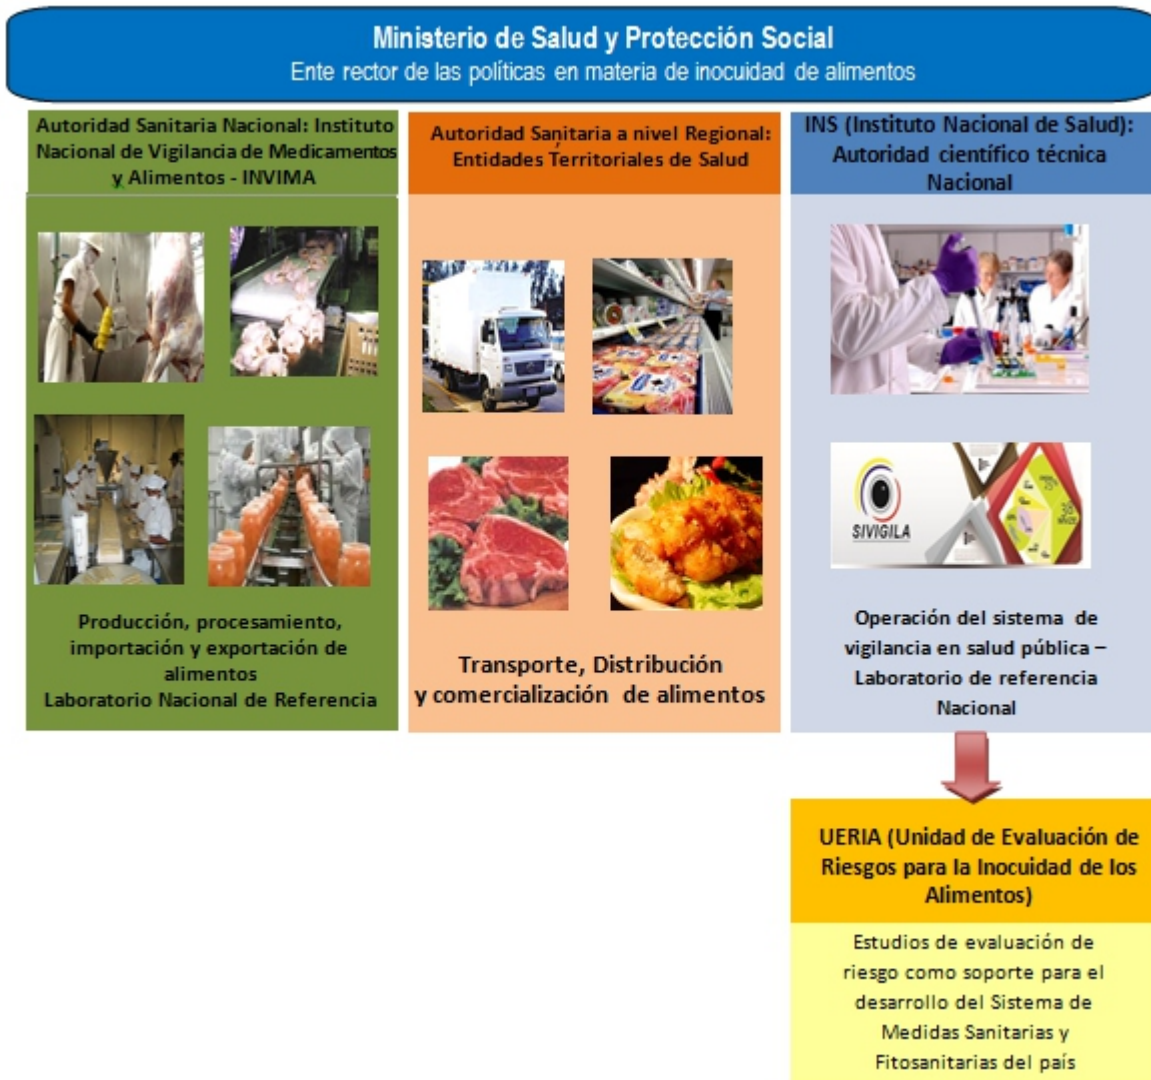 Ministerio de Salud y Protección Social
Ente rector de las políticas en materia de inocuidad de alimentos
Autoridad Sanitaria Nacional: Instituto
Nacional de Vigilancia de Medicamentos
y Alimentos - INVIMA
Producción, procesamiento,
importación y exportación de
alimentos
Laboratorio Nacional de Referencia
Autoridad Sanitaria a nivel Regional:
Entidades Territoriales de Salud
Transporte, Distribución
y comercialización de alimentos
INS (Instituto Nacional de Salud):
Autoridad científico técnica
Nacional
SIVIGILA
Operación del sistema de
vigilancia en salud pública –
Laboratorio de referencia
Nacional
UERIA (Unidad de Evaluación de
Riesgos para la Inocuidad de los
Alimentos)
Estudios de evaluación de
riesgo como soporte para el
desarrollo del Sistema de
Medidas Sanitarias y
Fitosanitarias del país